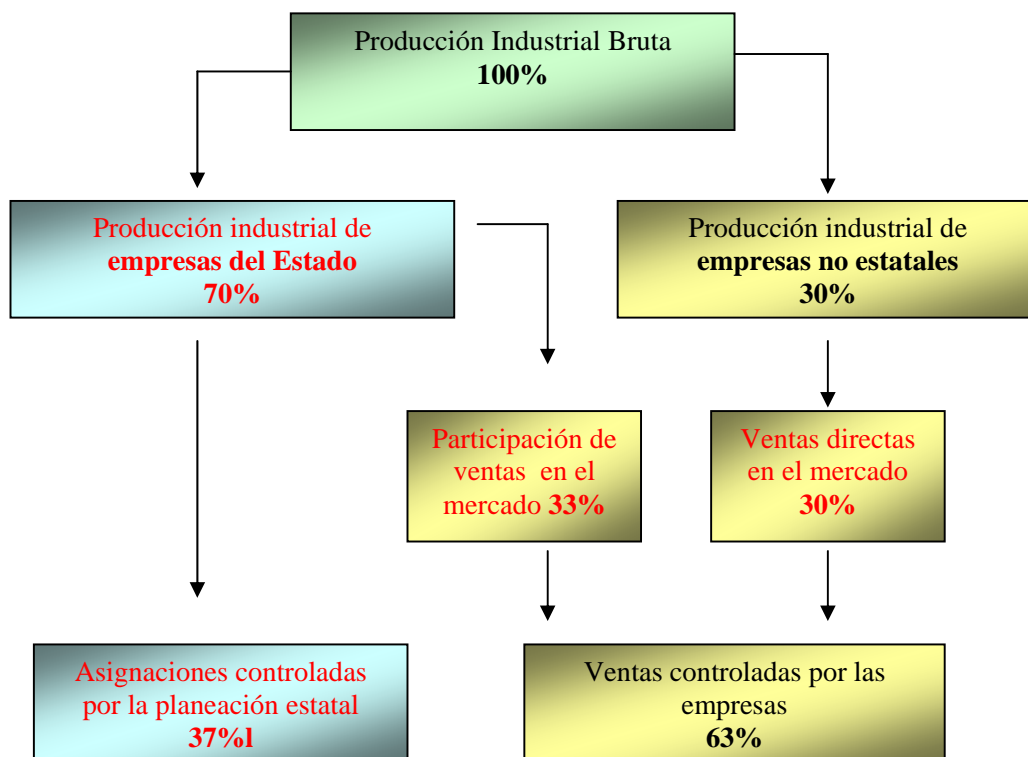 Producción Industrial Bruta
100%
Producción industrial de
empresas del Estado
70%
Producción industrial de
empresas no estatales
30%
Participación de
ventas en el
mercado 33%
Ventas directas
en el mercado
30%
Asignaciones controladas
por la planeación estatal
37%l
Ventas controladas por las
empresas
63%